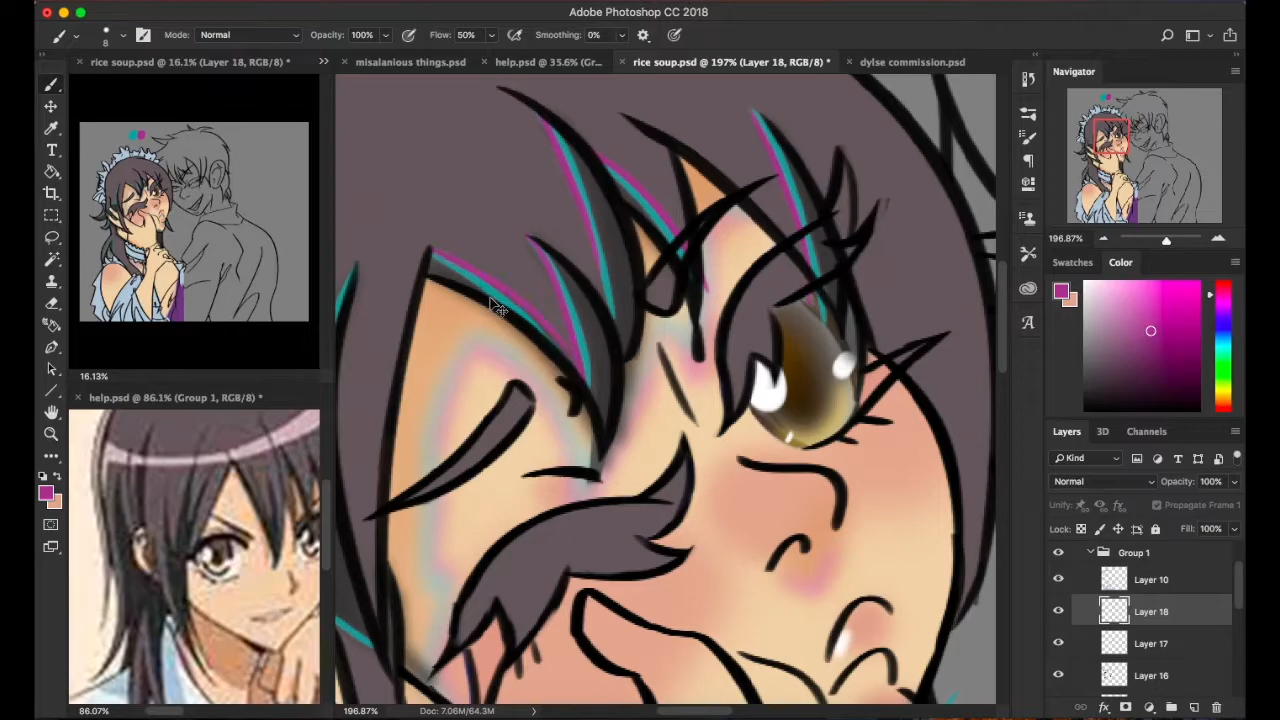 Adobe Photoshop CC 2018
8 Mode: Normal Opacity: 100% Flow: 50% Smoothing: 0%
rice soup.psd @ 16.1% (Layer 18, RGB/8) *
misalanious things.psd
help.psd @ 35.6% (Gr...
rice soup.psd @ 197% (Layer 18, RGB/8) *
dylse commission.psd
16.13%
help.psd @ 86.1% (Group 1, RGB/8) *
86.07%
196.87% Doc: 7.06M/64.3M
Navigator
196.87%
Swatches Color
Layers 3D Channels
Kind
Normal Opacity: 100%
Unify: Propagate Frame 1
Lock: Fill: 100%
Group 1
Layer 10
Layer 18
Layer 17
Layer 16